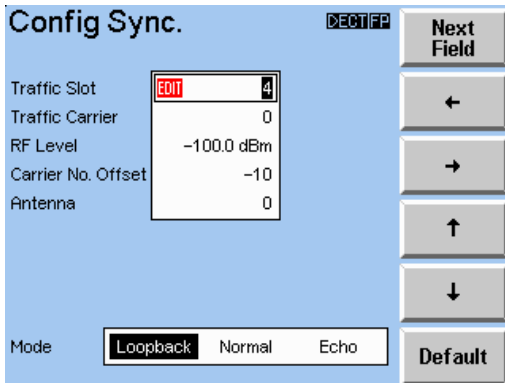 Config Sync. DECT FP
Next
Field
Traffic Slot EDIT 4
Traffic Carrier 0
RF Level -100.0 dBm
Carrier No. Offset -10
Antenna 0
←
→
↑
↓
Mode Loopback Normal Echo
Default